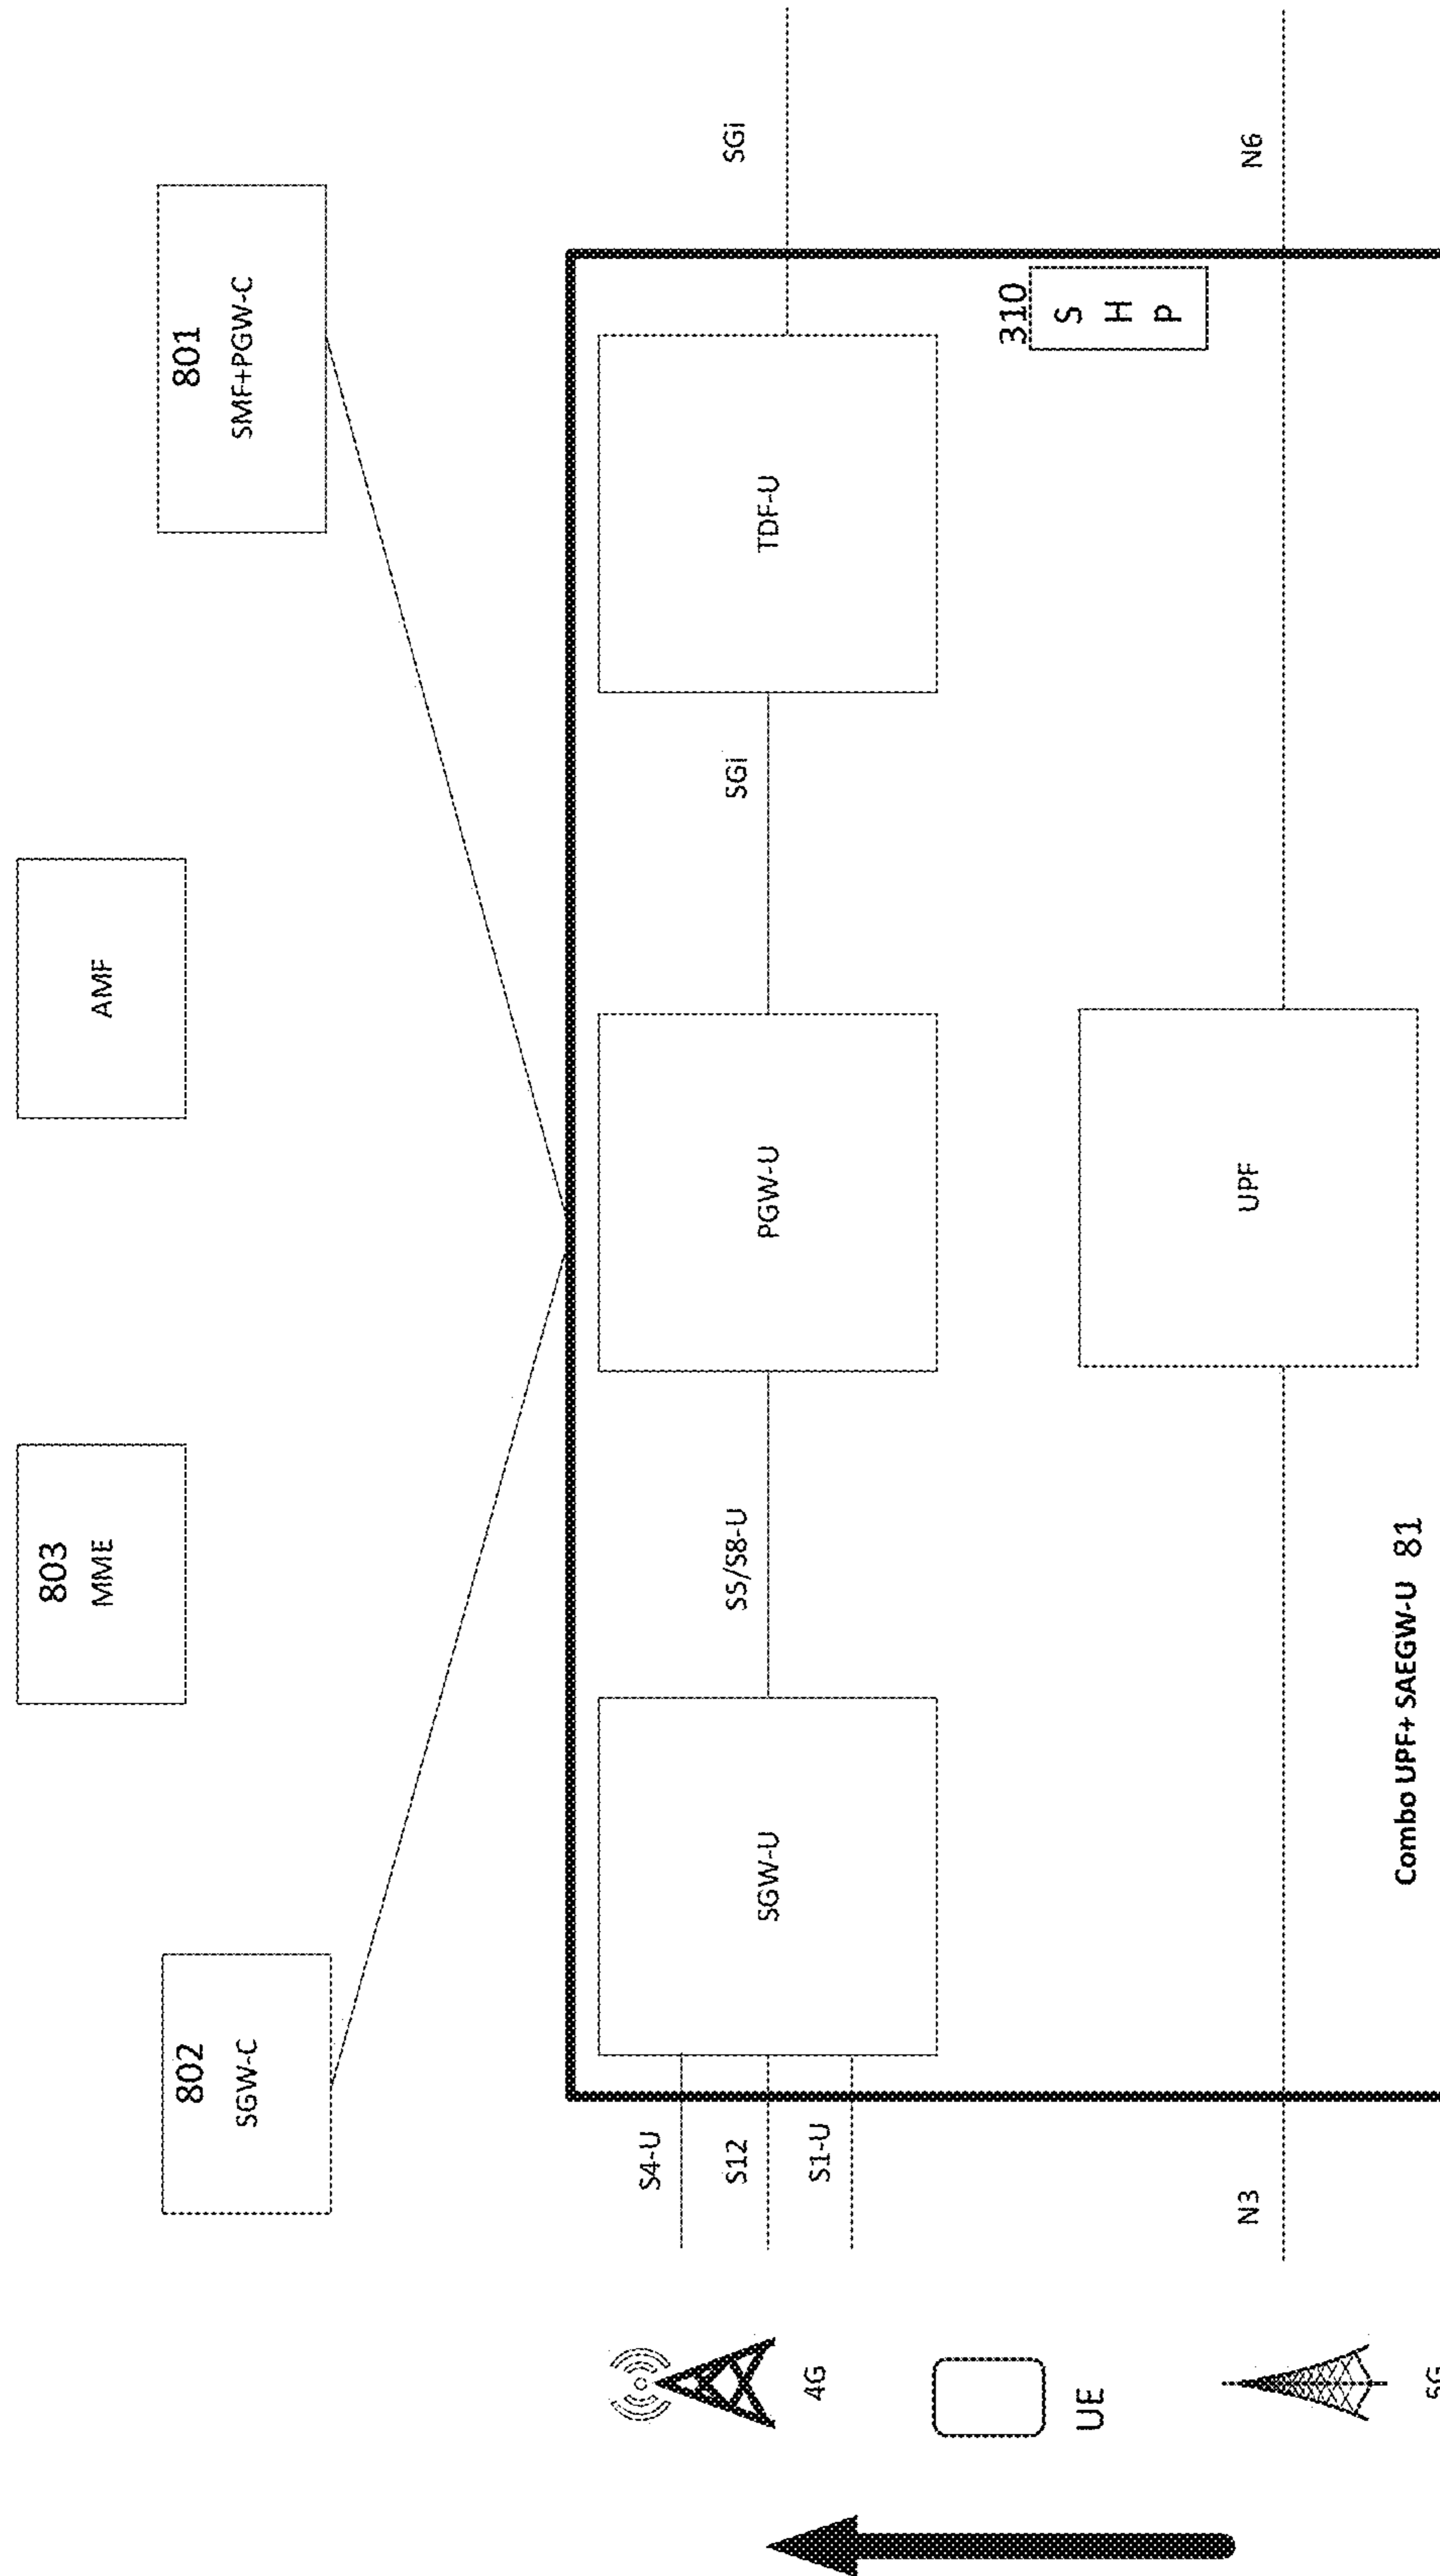 802
SGW-C
803
MME
AMF
801
SMF+PGW-C
S4-U
S12
S1-U
SGW-U
S5/S8-U
PGW-U
SGi
TDF-U
SGi
310
S
H
P
4G
UE
5G
N3
UPF
N6
Combo UPF+ SAEGW-U 81